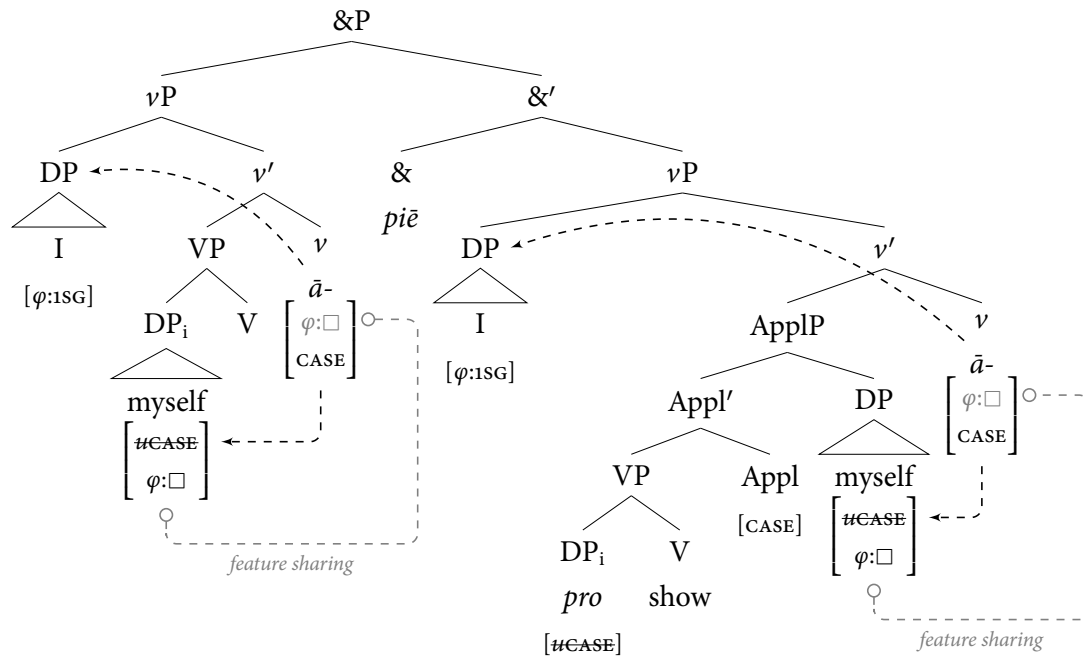 &P
vP &′
DP v′ & vP
piē
I VP v DP v′
[φ:1SG] ā-
DPᵢ V φ:□ I ApplP v
CASE [φ:1SG] ā-
myself Appl′ DP φ:□
uCASE CASE
φ:□ VP Appl myself
[CASE] uCASE
feature sharing DPᵢ V φ:□
pro show
[uCASE] feature sharing